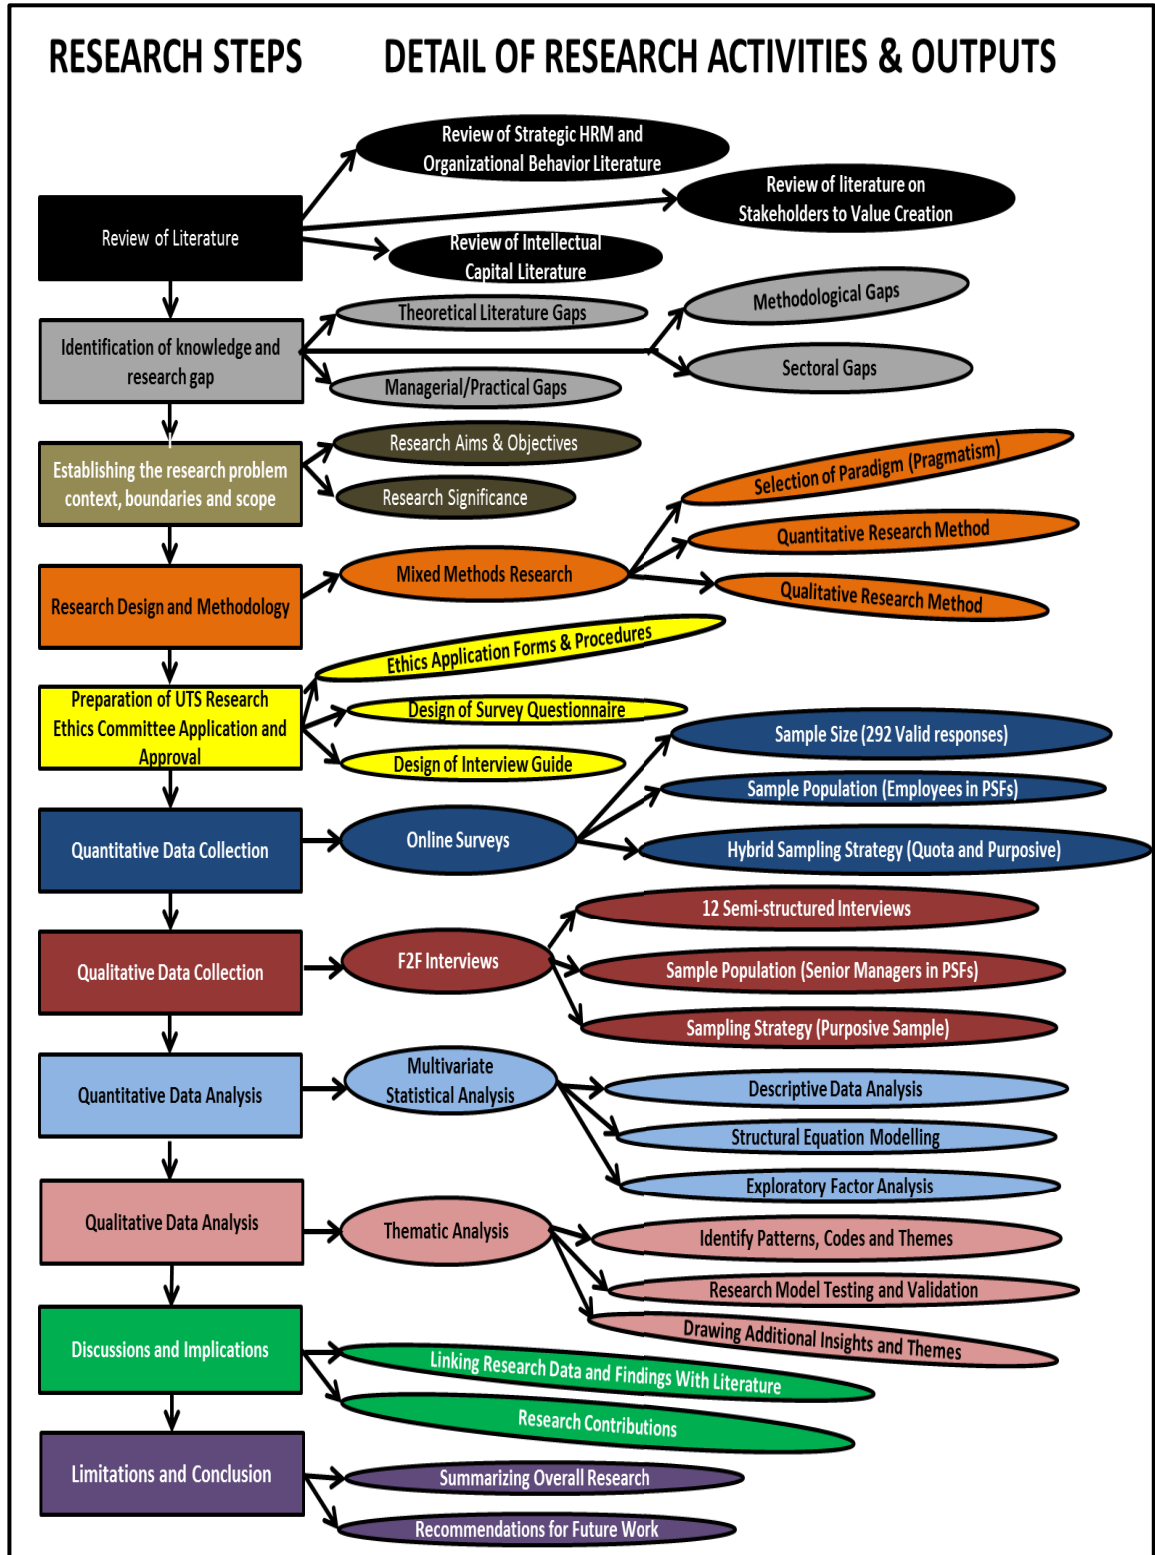 RESEARCH STEPS
DETAIL OF RESEARCH ACTIVITIES & OUTPUTS
Review of Literature
Review of Strategic HRM and
Organizational Behavior Literature
Review of literature on
Stakeholders to Value Creation
Review of Intellectual
Capital Literature
Identification of knowledge and
research gap
Theoretical Literature Gaps
Methodological Gaps
Sectoral Gaps
Managerial/Practical Gaps
Establishing the research problem
context, boundaries and scope
Research Aims & Objectives
Research Significance
Research Design and Methodology
Mixed Methods Research
Selection of Paradigm (Pragmatism)
Quantitative Research Method
Qualitative Research Method
Preparation of UTS Research
Ethics Committee Application and
Approval
Ethics Application Forms & Procedures
Design of Survey Questionnaire
Design of Interview Guide
Quantitative Data Collection
Online Surveys
Sample Size (292 Valid responses)
Sample Population (Employees in PSFs)
Hybrid Sampling Strategy (Quota and Purposive)
Qualitative Data Collection
F2F Interviews
12 Semi-structured Interviews
Sample Population (Senior Managers in PSFs)
Sampling Strategy (Purposive Sample)
Quantitative Data Analysis
Multivariate
Statistical Analysis
Descriptive Data Analysis
Structural Equation Modelling
Exploratory Factor Analysis
Qualitative Data Analysis
Thematic Analysis
Identify Patterns, Codes and Themes
Research Model Testing and Validation
Drawing Additional Insights and Themes
Discussions and Implications
Linking Research Data and Findings With Literature
Research Contributions
Limitations and Conclusion
Summarizing Overall Research
Recommendations for Future Work